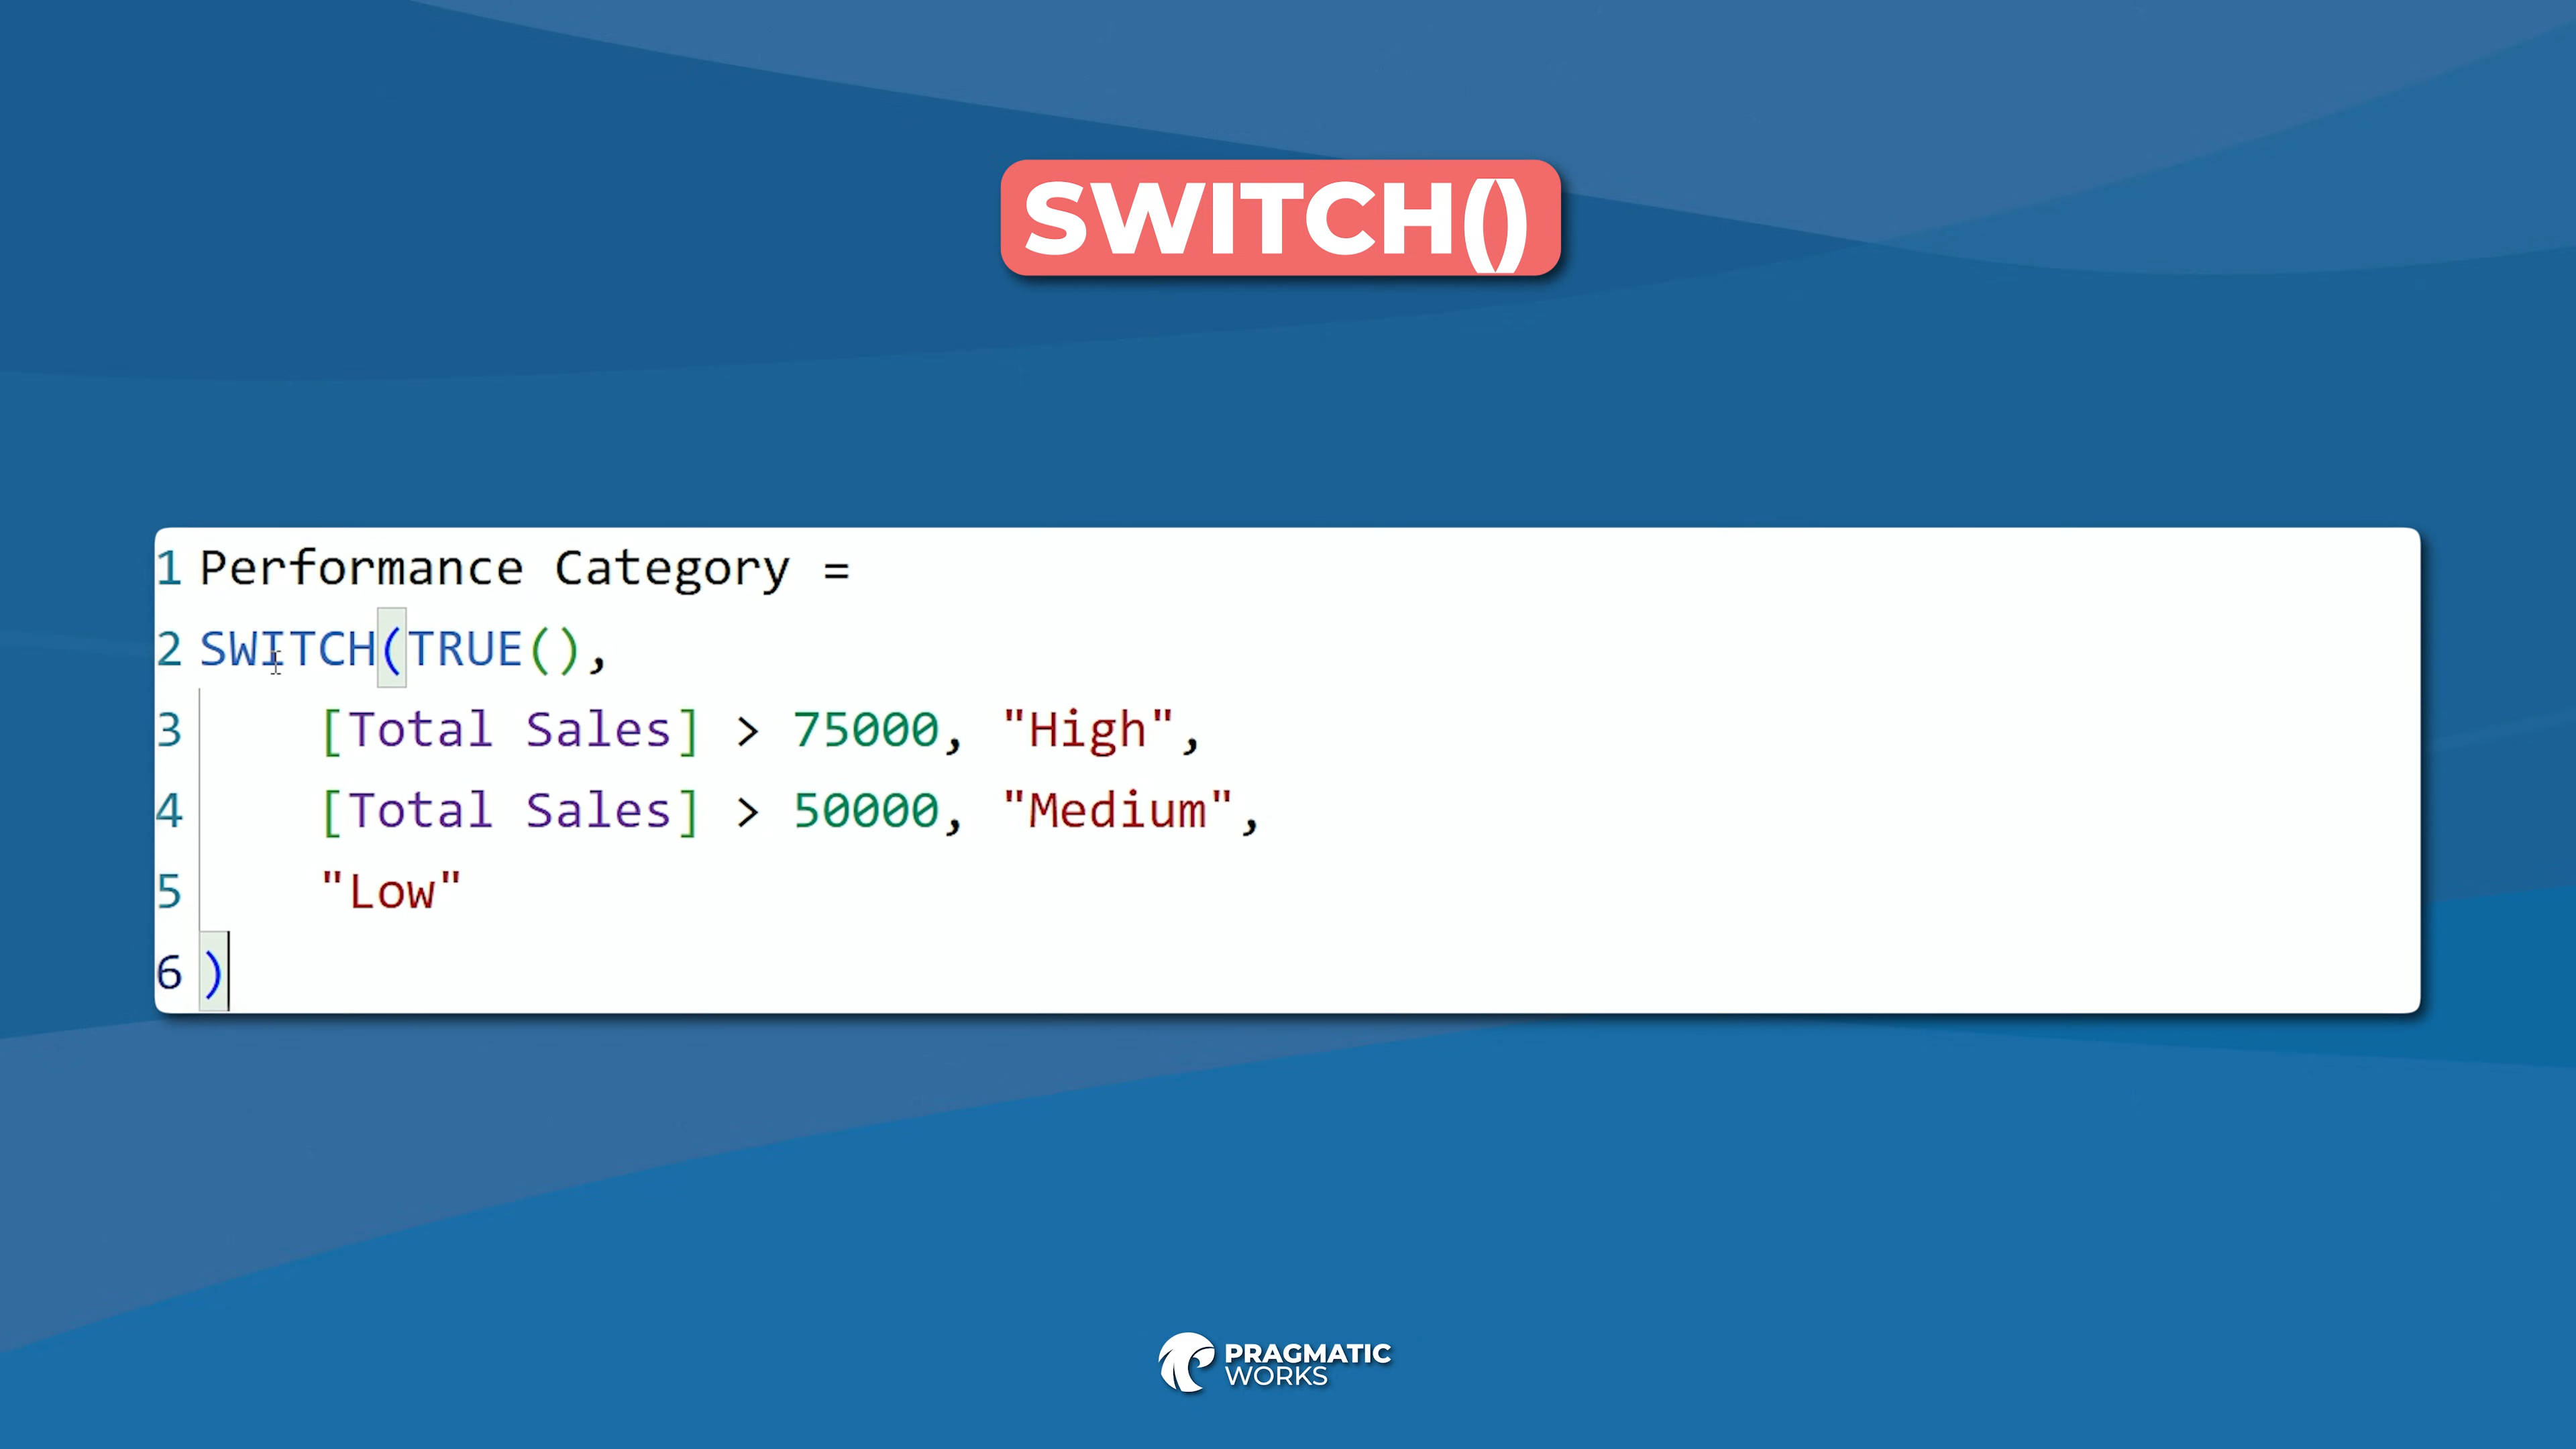 SWITCH()
1 Performance Category =
2 SWITCH(TRUE(),
3 [Total Sales] > 75000, "High",
4 [Total Sales] > 50000, "Medium",
5 "Low"
6 )
PRAGMATIC
WORKS